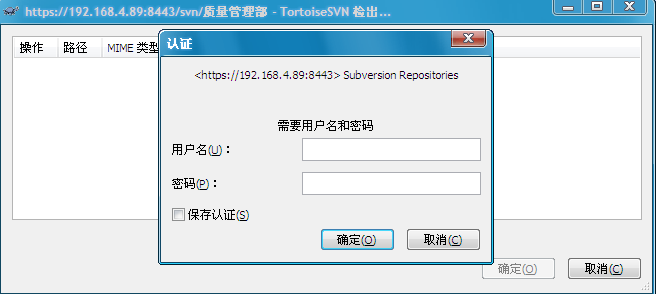 https://192.168.4.89:8443/svn/质量管理部 - TortoiseSVN 检出...
操作 路径 MIME 类型
认证
<https://192.168.4.89:8443> Subversion Repositories
需要用户名和密码
用户名(U)：
密码(P)：
保存认证(S)
确定(O) 取消(C)
确定(O) 取消(C)